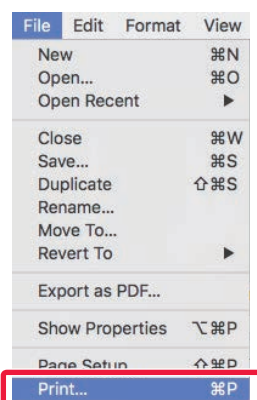 File Edit Format View
New ⌘N
Open... ⌘O
Open Recent ▶
Close ⌘W
Save... ⌘S
Duplicate ⇧⌘S
Rename...
Move To...
Revert To ▶
Export as PDF...
Show Properties ⌥⌘P
Page Setup ⇧⌘P
Print... ⌘P